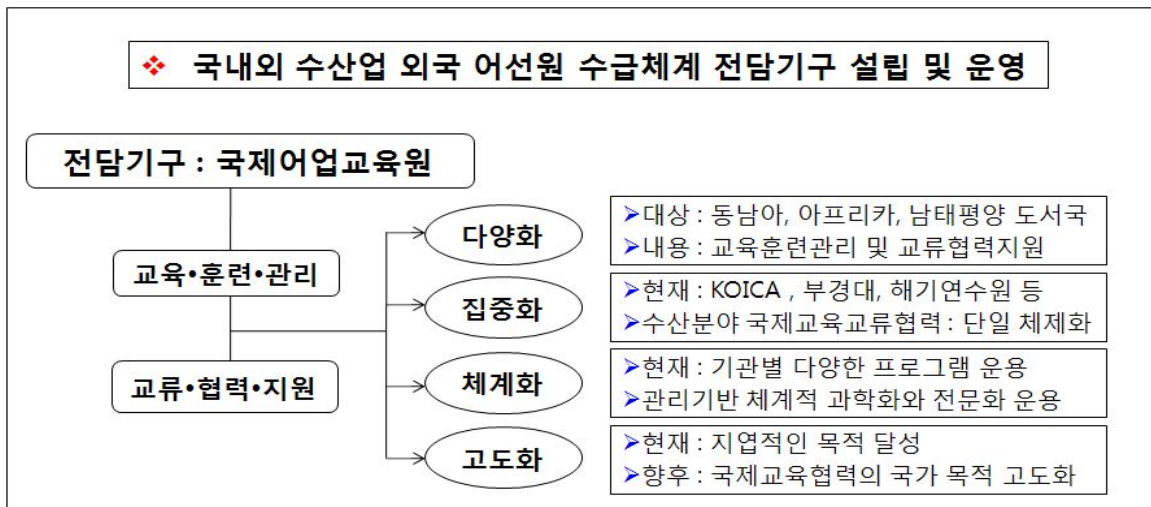 ❖ 국내외 수산업 외국 어선원 수급체계 전담기구 설립 및 운영
전담기구 : 국제어업교육원
교육•훈련•관리
교류•협력•지원
다양화
➢대상 : 동남아, 아프리카, 남태평양 도서국
➢내용 : 교육훈련관리 및 교류협력지원
집중화
➢현재 : KOICA , 부경대, 해기연수원 등
➢수산분야 국제교육교류협력 : 단일 체제화
체계화
➢현재 : 기관별 다양한 프로그램 운용
➢관리기반 체계적 과학화와 전문화 운용
고도화
➢현재 : 지엽적인 목적 달성
➢향후 : 국제교육협력의 국가 목적 고도화